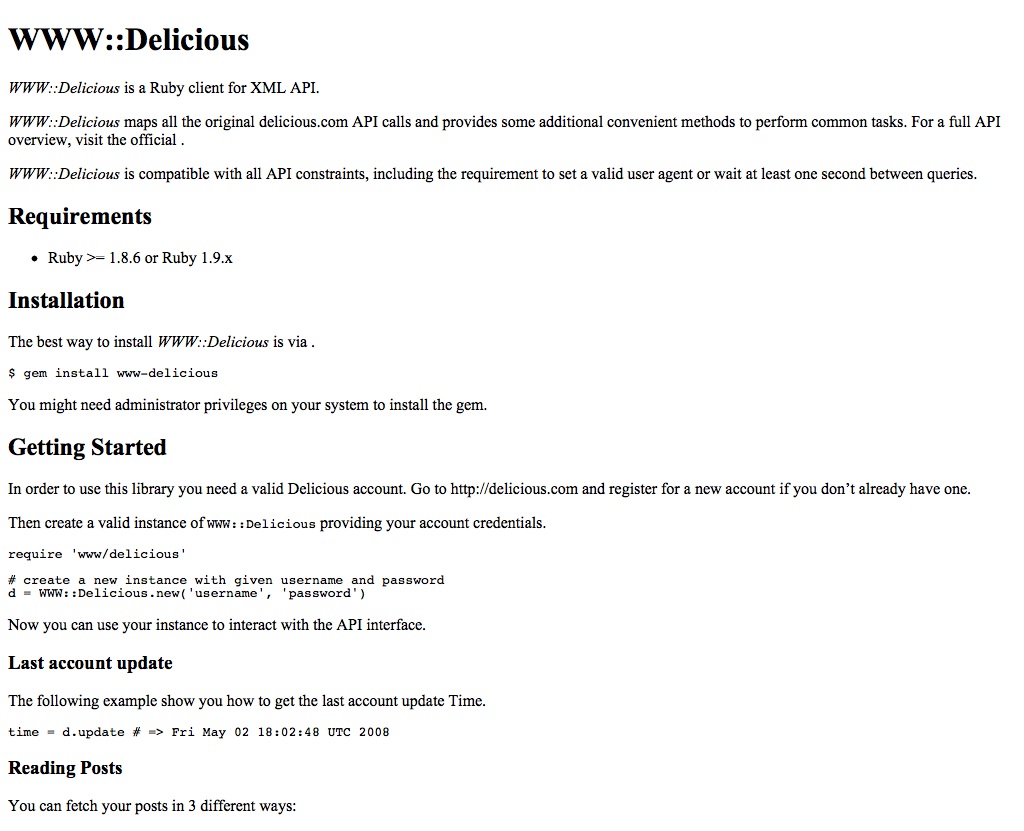 WWW::Delicious
WWW::Delicious is a Ruby client for XML API.
WWW::Delicious maps all the original delicious.com API calls and provides some additional convenient methods to perform common tasks. For a full API
overview, visit the official .
WWW::Delicious is compatible with all API constraints, including the requirement to set a valid user agent or wait at least one second between queries.
Requirements
• Ruby >= 1.8.6 or Ruby 1.9.x
Installation
The best way to install WWW::Delicious is via .
$ gem install www-delicious
You might need administrator privileges on your system to install the gem.
Getting Started
In order to use this library you need a valid Delicious account. Go to http://delicious.com and register for a new account if you don’t already have one.
Then create a valid instance of WWW::Delicious providing your account credentials.
require 'www/delicious'
# create a new instance with given username and password
d = WWW::Delicious.new('username', 'password')
Now you can use your instance to interact with the API interface.
Last account update
The following example show you how to get the last account update Time.
time = d.update # => Fri May 02 18:02:48 UTC 2008
Reading Posts
You can fetch your posts in 3 different ways: